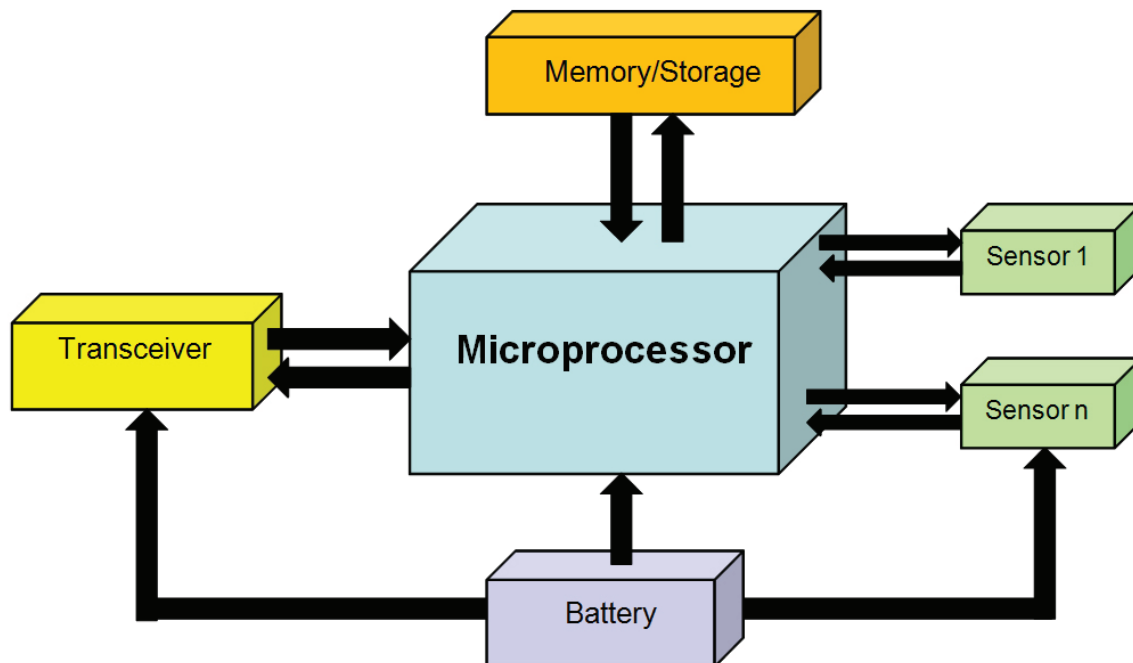 Memory/Storage
Sensor 1
Transceiver
Microprocessor
Sensor n
Battery